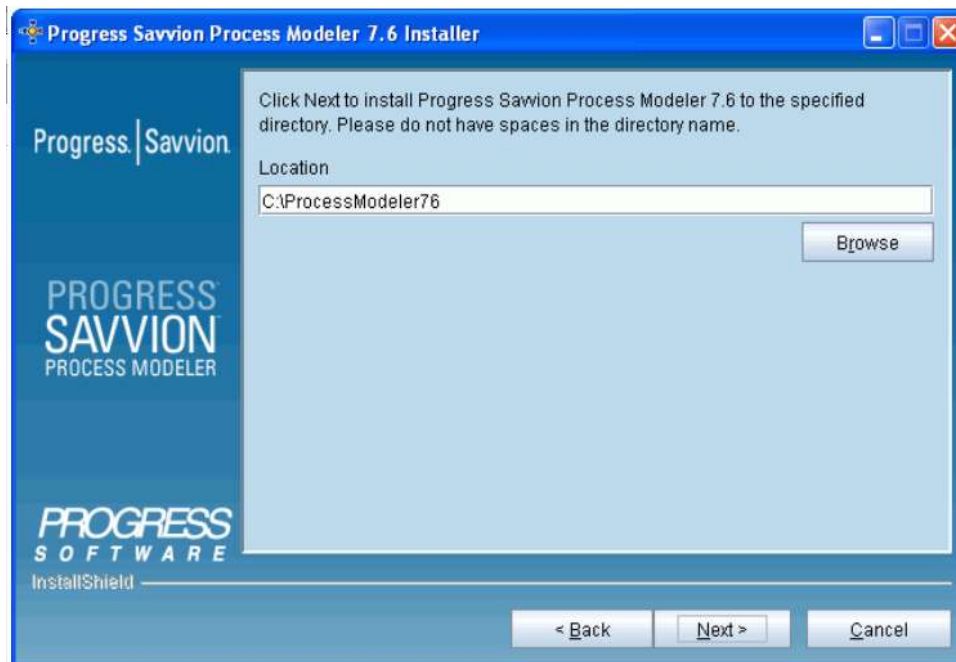 Progress Savvion Process Modeler 7.6 Installer
Progress | Savvion
Click Next to install Progress Savvion Process Modeler 7.6 to the specified
directory. Please do not have spaces in the directory name.
Location
C:\ProcessModeler76
Browse
PROGRESS
SAVVION
PROCESS MODELER
PROGRESS
SOFTWARE
InstallShield
< Back
Next >
Cancel